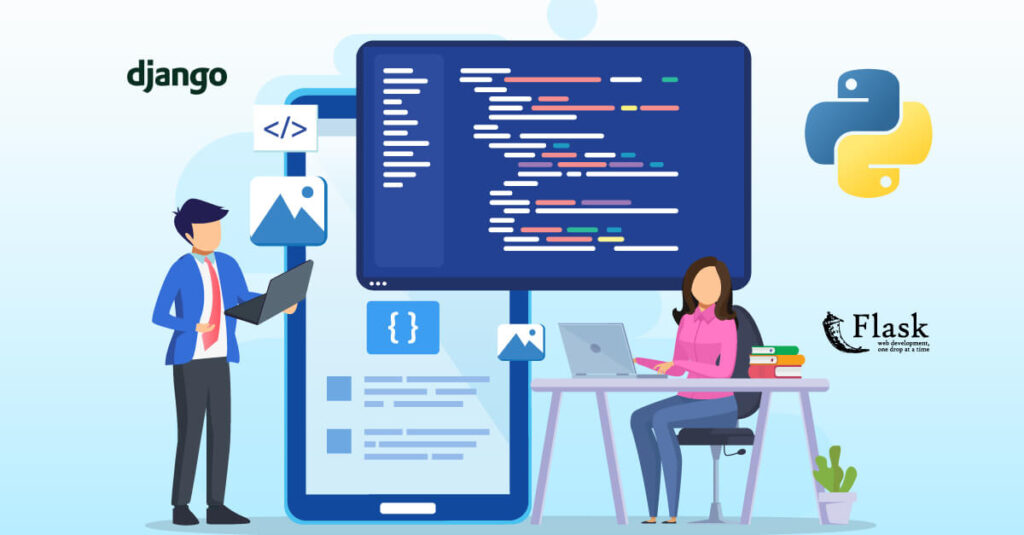 django
</>
{ }
Flask
web development,
one drop at a time